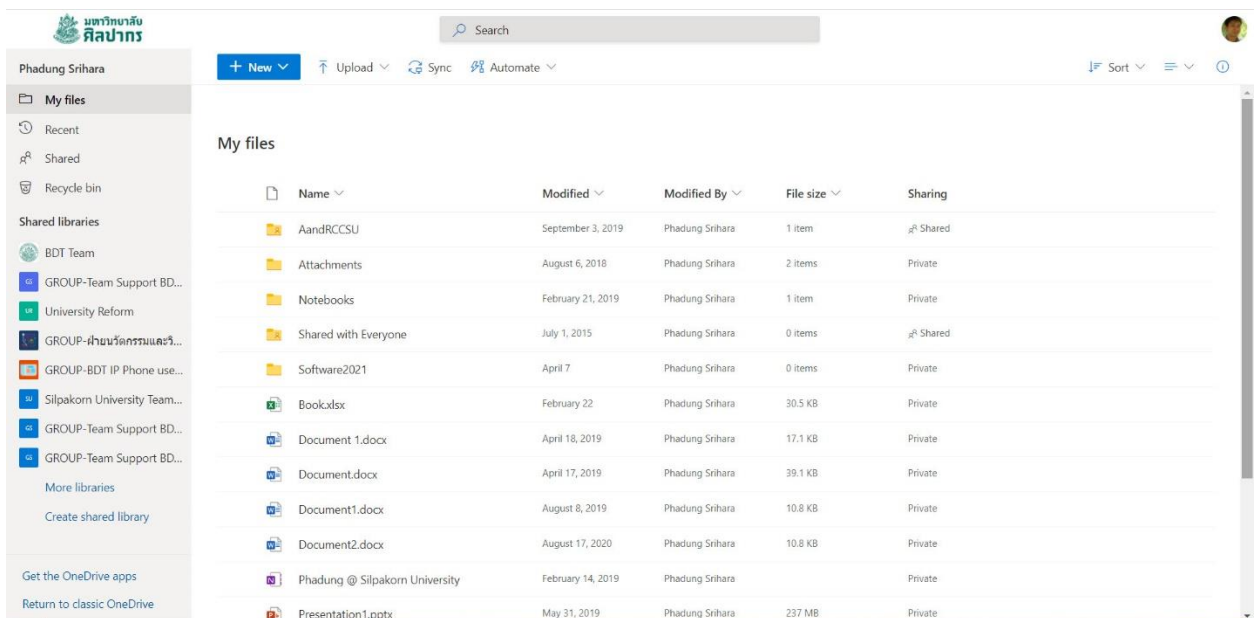 มหาวิทยาลัย
ศิลปากร
Search
Phadung Srihara
New
Upload
Sync
Automate
Sort
My files
Recent
Shared
Recycle bin
Shared libraries
BDT Team
GS GROUP-Team Support BD...
UR University Reform
GROUP-ฝ่ายนวัตกรรมและวิ...
GROUP-BDT IP Phone use...
SU Silpakorn University Team...
GS GROUP-Team Support BD...
GS GROUP-Team Support BD...
More libraries
Create shared library
Get the OneDrive apps
Return to classic OneDrive
My files
Name Modified Modified By File size Sharing
AandRCCSU September 3, 2019 Phadung Srihara 1 item Shared
Attachments August 6, 2018 Phadung Srihara 2 items Private
Notebooks February 21, 2019 Phadung Srihara 1 item Private
Shared with Everyone July 1, 2015 Phadung Srihara 0 items Shared
Software2021 April 7 Phadung Srihara 0 items Private
Book.xlsx February 22 Phadung Srihara 30.5 KB Private
Document 1.docx April 18, 2019 Phadung Srihara 17.1 KB Private
Document.docx April 17, 2019 Phadung Srihara 39.1 KB Private
Document1.docx August 8, 2019 Phadung Srihara 10.8 KB Private
Document2.docx August 17, 2020 Phadung Srihara 10.8 KB Private
Phadung @ Silpakorn University February 14, 2019 Phadung Srihara Private
Presentation1.pptx May 31, 2019 Phadung Srihara 237 MB Private